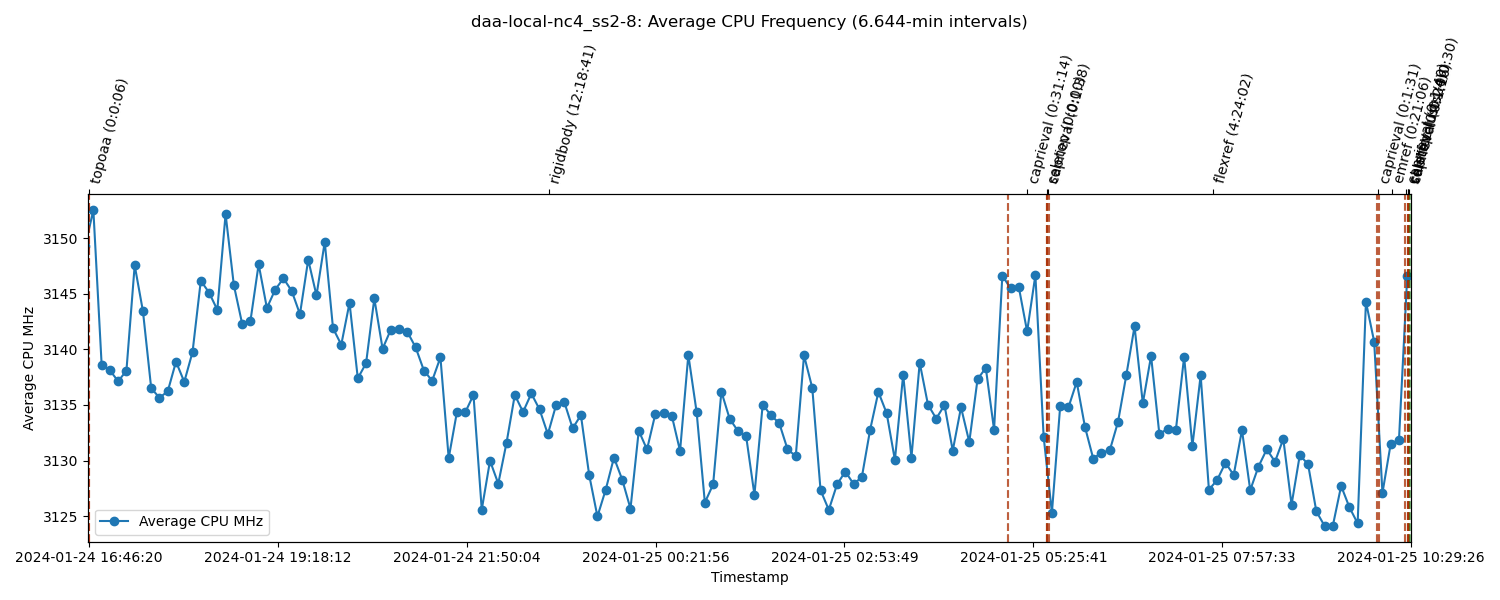 daa-local-nc4_ss2-8: Average CPU Frequency (6.644-min intervals)
topoaa (0:0:06)
rigidbody (12:18:41)
caprieval (0:31:14)
flexref (4:24:02)
caprieval (0:1:31)
emref (0:21:06)
Average CPU MHz
3150
3145
3140
3135
3130
3125
Average CPU MHz
2024-01-24 16:46:20
2024-01-24 19:18:12
2024-01-24 21:50:04
2024-01-25 00:21:56
2024-01-25 02:53:49
2024-01-25 05:25:41
2024-01-25 07:57:33
2024-01-25 10:29:26
Timestamp